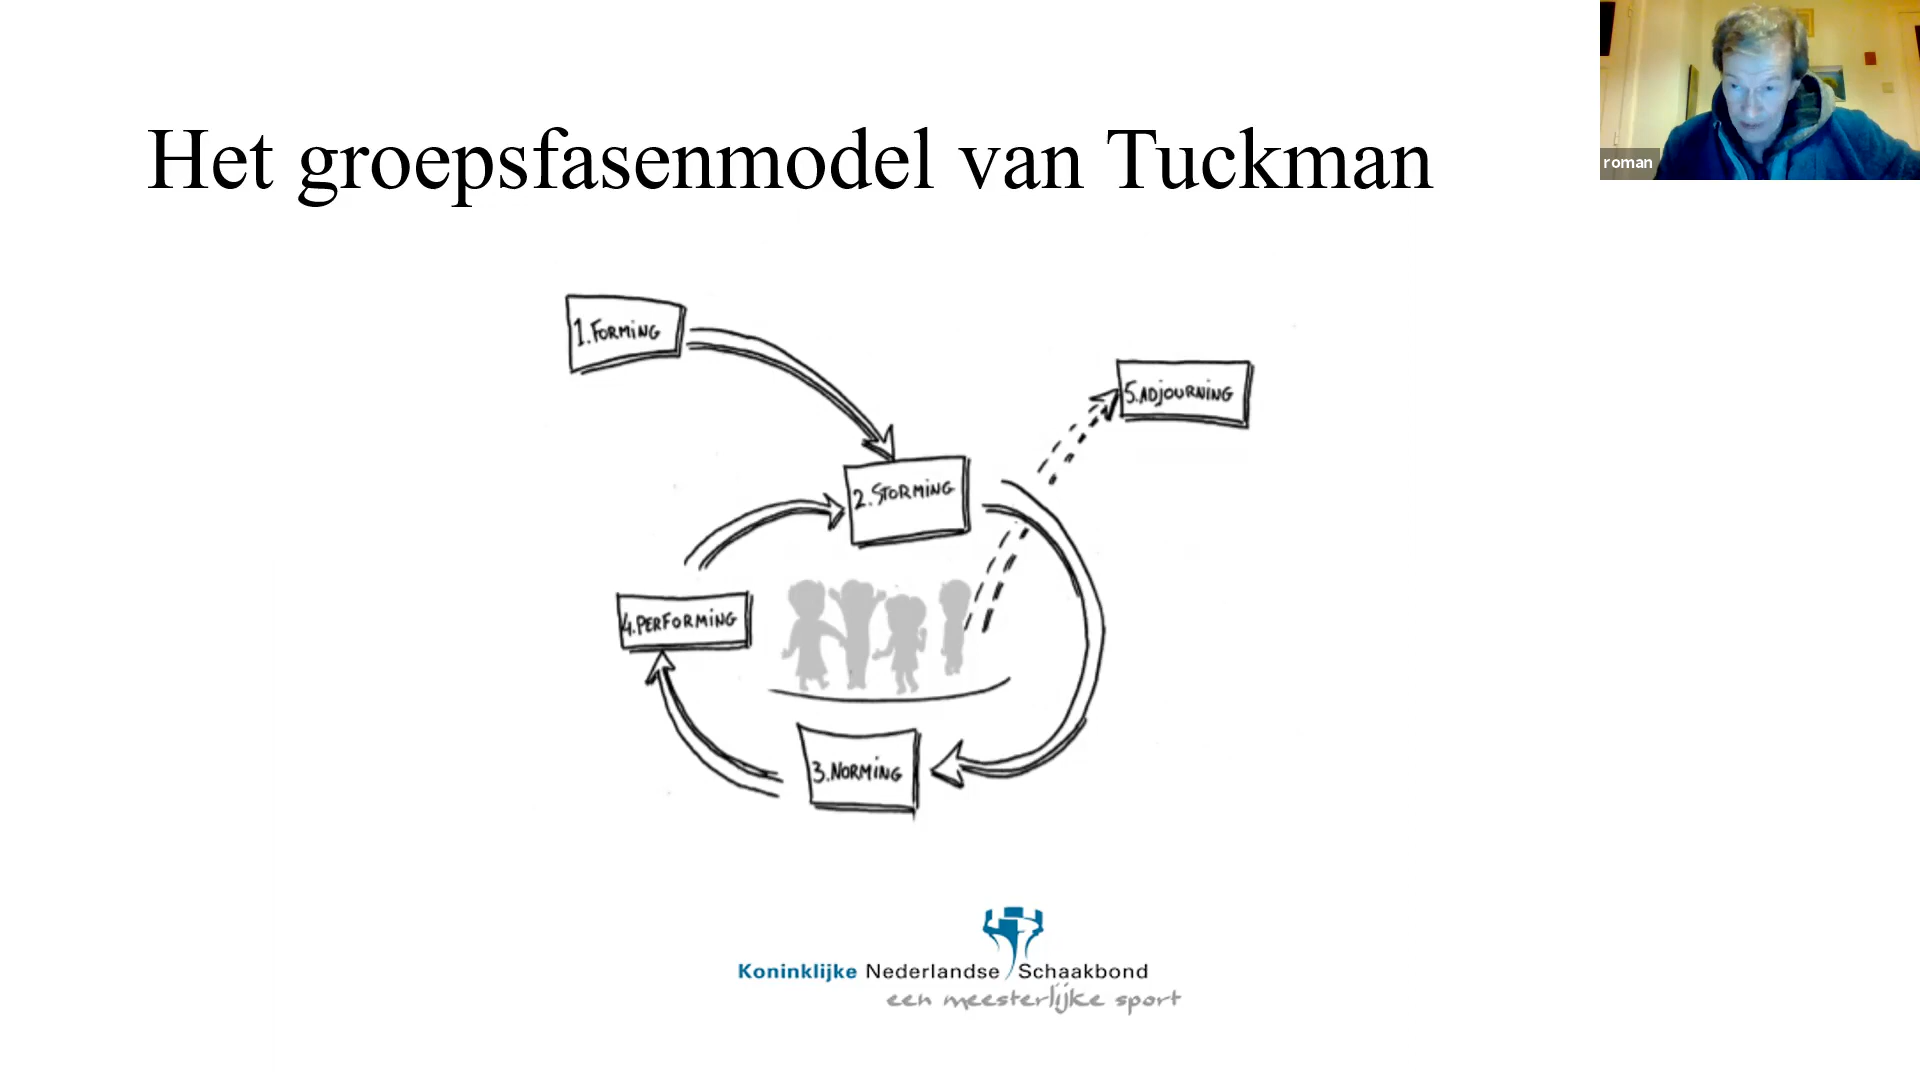 Het groepsfasenmodel van Tuckman
roman
1. FORMING
5. ADJOURNING
2. STORMING
4. PERFORMING
3. NORMING
Koninklijke Nederlandse Schaakbond
een meesterlijke sport